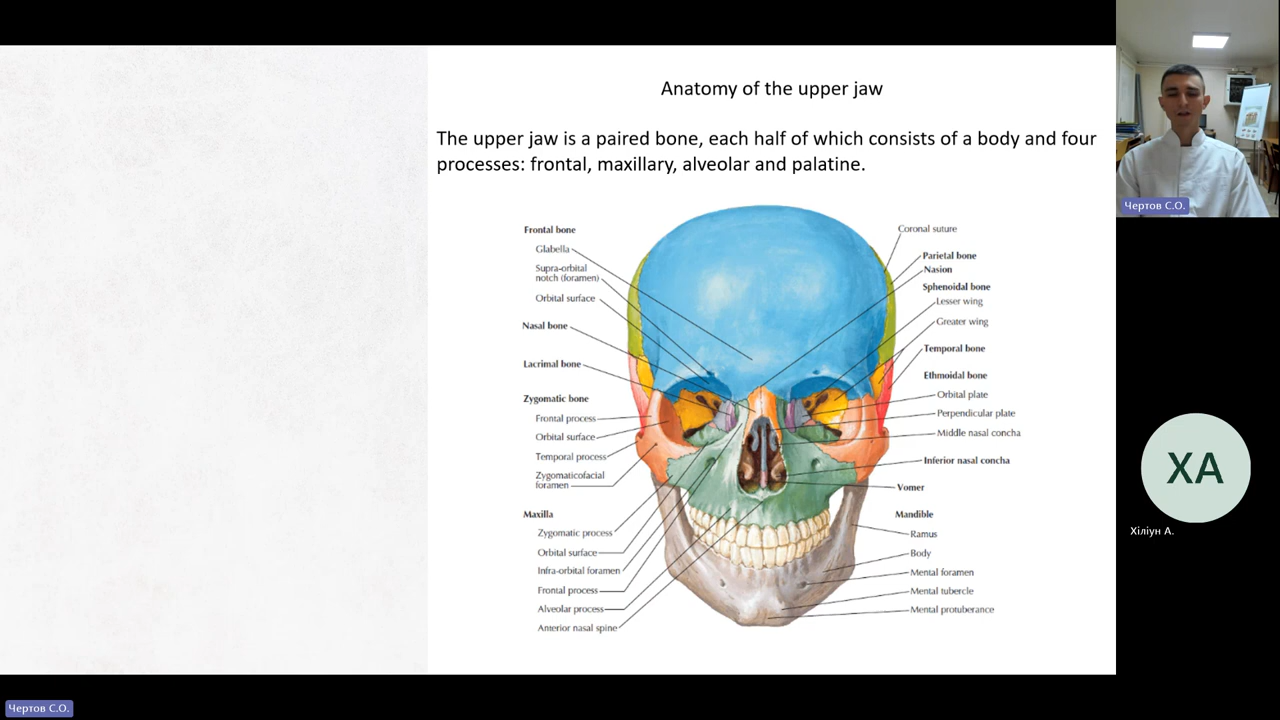 Anatomy of the upper jaw
The upper jaw is a paired bone, each half of which consists of a body and four
processes: frontal, maxillary, alveolar and palatine.
Frontal bone
Glabella
Supra-orbital
notch (foramen)
Orbital surface
Nasal bone
Lacrimal bone
Zygomatic bone
Frontal process
Orbital surface
Temporal process
Zygomaticofacial
foramen
Maxilla
Zygomatic process
Orbital surface
Infra-orbital foramen
Frontal process
Alveolar process
Anterior nasal spine
Coronal suture
Parietal bone
Nasion
Sphenoidal bone
Lesser wing
Greater wing
Temporal bone
Ethmoidal bone
Orbital plate
Perpendicular plate
Middle nasal concha
Inferior nasal concha
Vomer
Mandible
Ramus
Body
Mental foramen
Mental tubercle
Mental protuberance
Чертов С.О.
ХА
Хіліун А.
Чертов С.О.